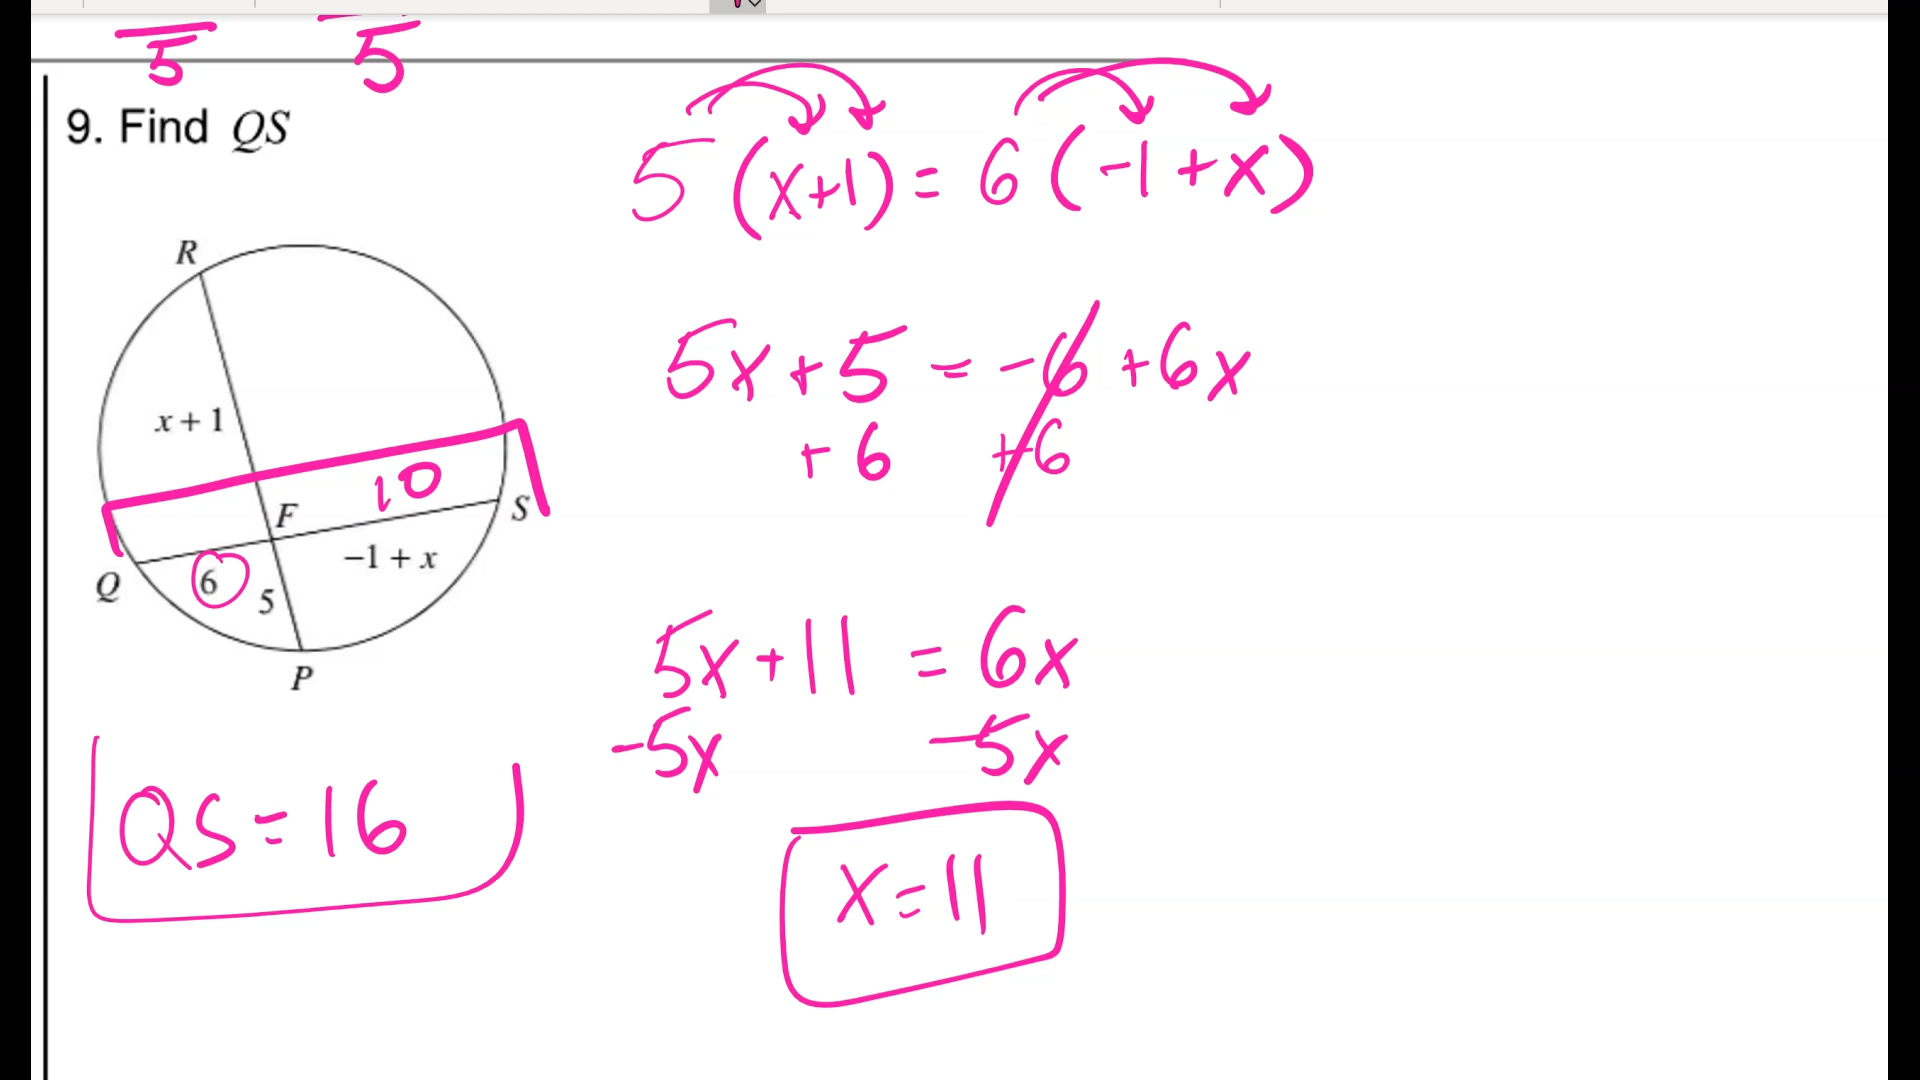 5 5
9. Find QS
5 (x+1) = 6 (-1+x)
R
x + 1
5x + 5 = -6 + 6x
+ 6 +6
10
F
S
−1 + x
Q
6
5
P
5x + 11 = 6x
-5x -5x
QS = 16
x = 11